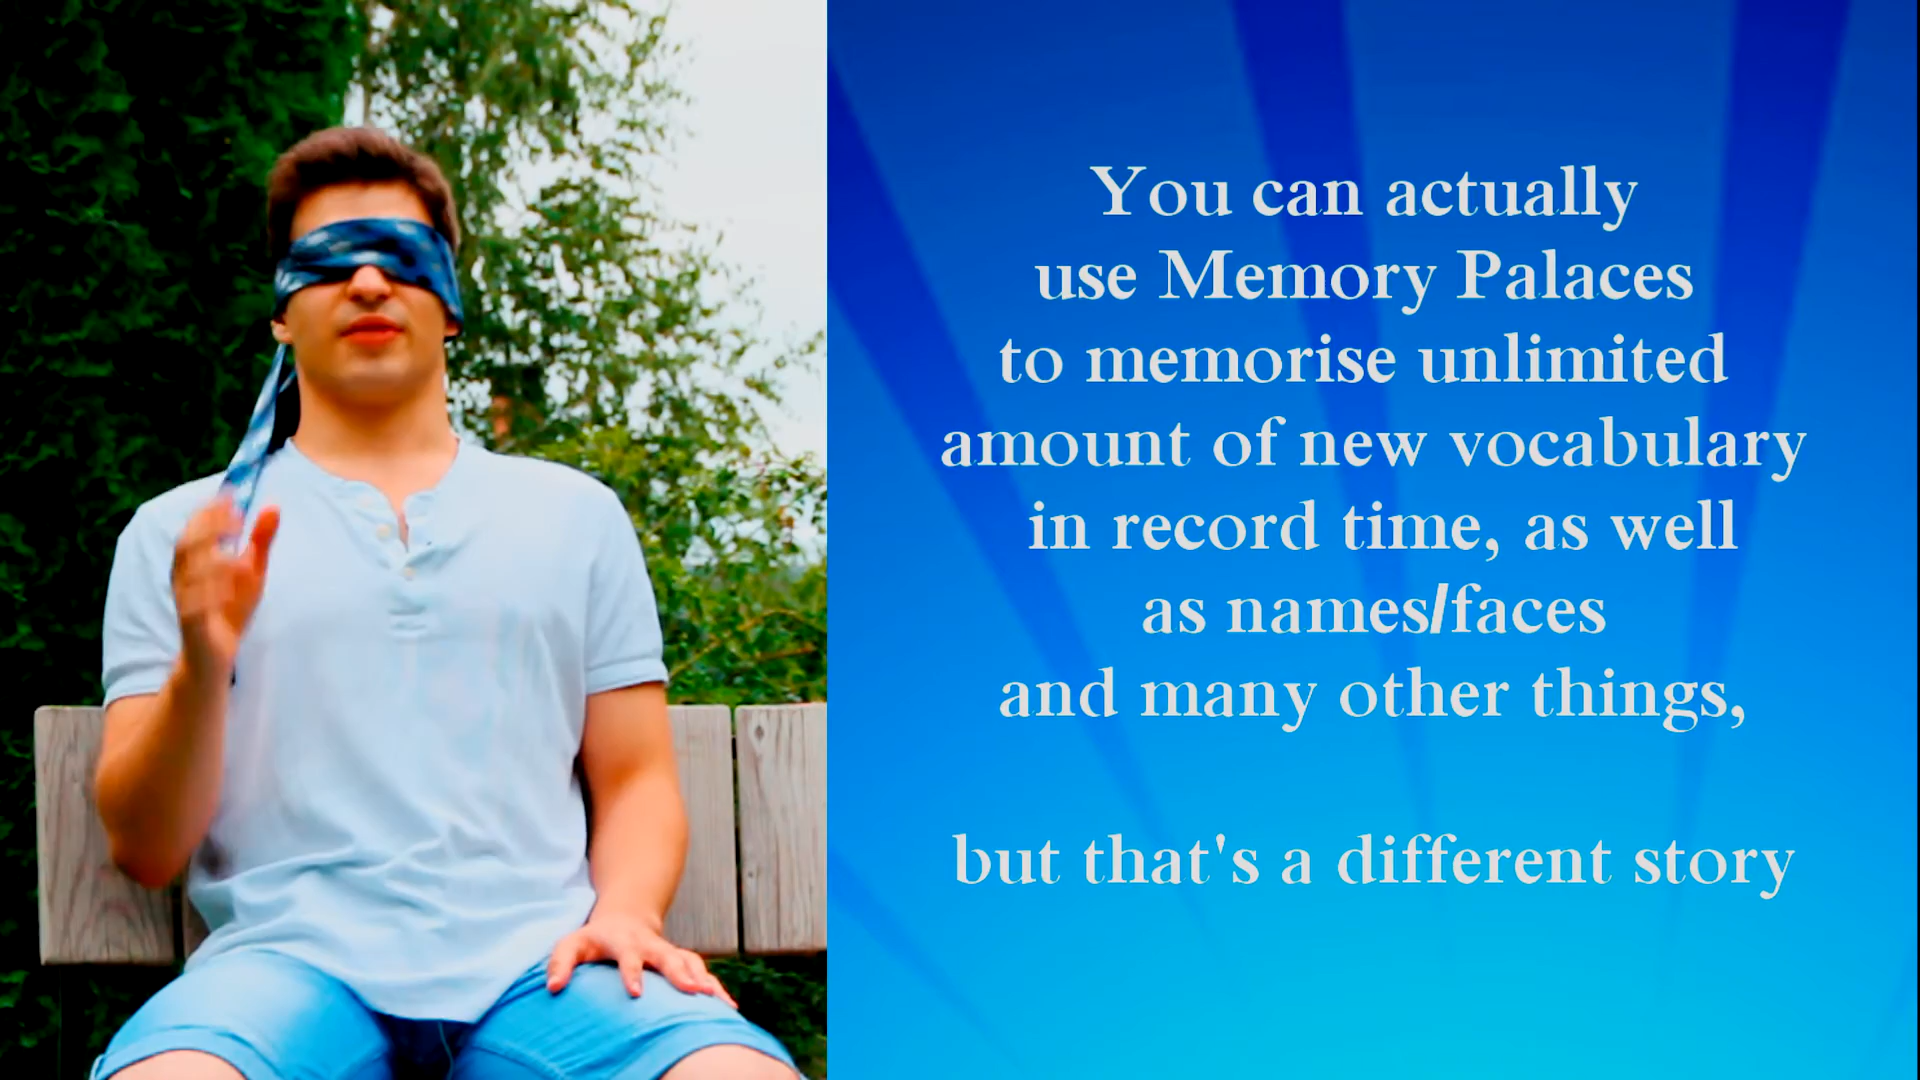 You can actually
use Memory Palaces
to memorise unlimited
amount of new vocabulary
in record time, as well
as names/faces
and many other things,
but that's a different story